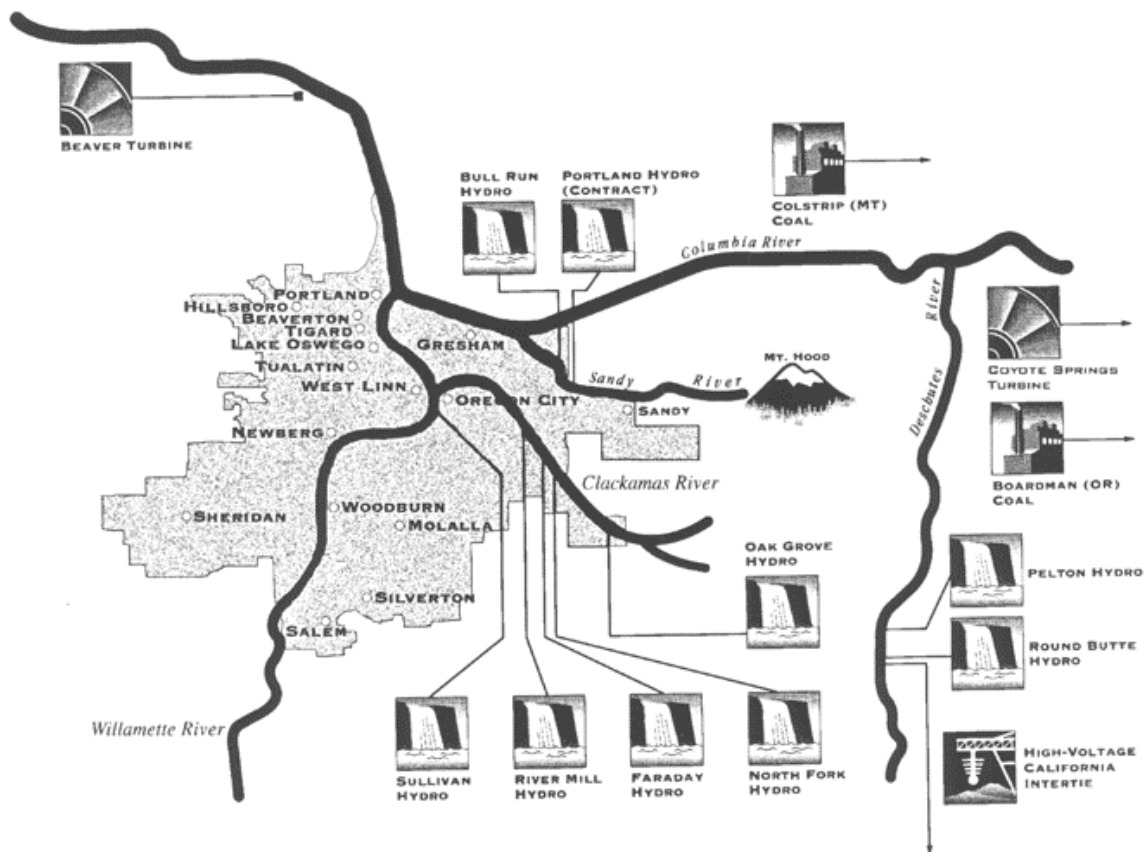 BEAVER TURBINE
BULL RUN
HYDRO
PORTLAND HYDRO
(CONTRACT)
COLSTRIP (MT)
COAL
Columbia River
PORTLAND
HILLSBORO
BEAVERTON
TIGARD
LAKE OSWEGO
GRESHAM
TUALATIN
WEST LINN
OREGON CITY
Sandy River
MT. HOOD
SANDY
River
Deschutes
COYOTE SPRINGS
TURBINE
NEWBERG
Clackamas River
BOARDMAN (OR)
COAL
SHERIDAN
WOODBURN
MOLALLA
OAK GROVE
HYDRO
PELTON HYDRO
SILVERTON
SALEM
ROUND BUTTE
HYDRO
Willamette River
SULLIVAN
HYDRO
RIVER MILL
HYDRO
FARADAY
HYDRO
NORTH FORK
HYDRO
HIGH-VOLTAGE
CALIFORNIA
INTERTIE